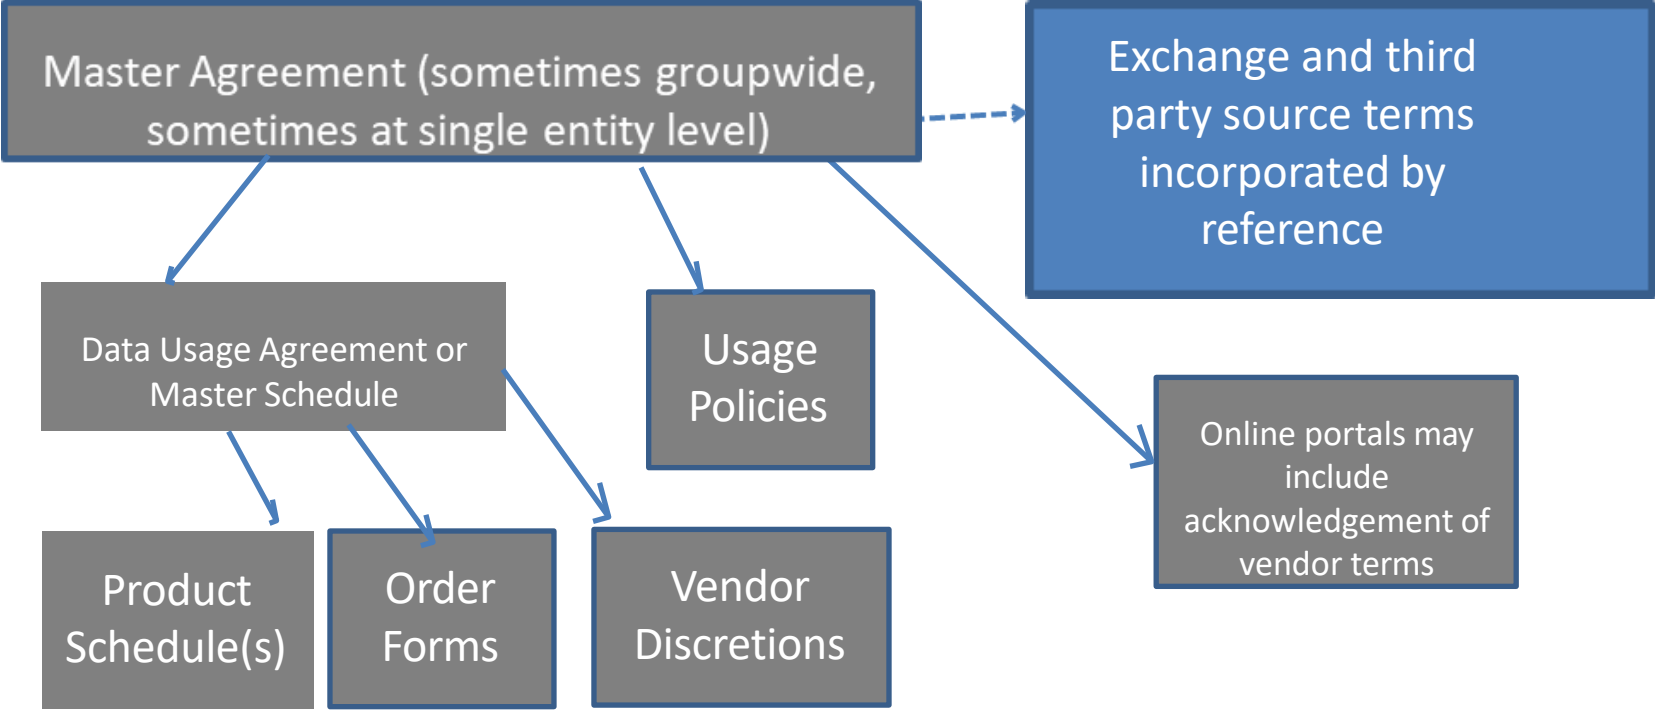 Master Agreement (sometimes groupwide,
sometimes at single entity level)
Exchange and third
party source terms
incorporated by
reference
Data Usage Agreement or
Master Schedule
Usage
Policies
Online portals may
include
acknowledgement of
vendor terms
Product
Schedule(s)
Order
Forms
Vendor
Discretions